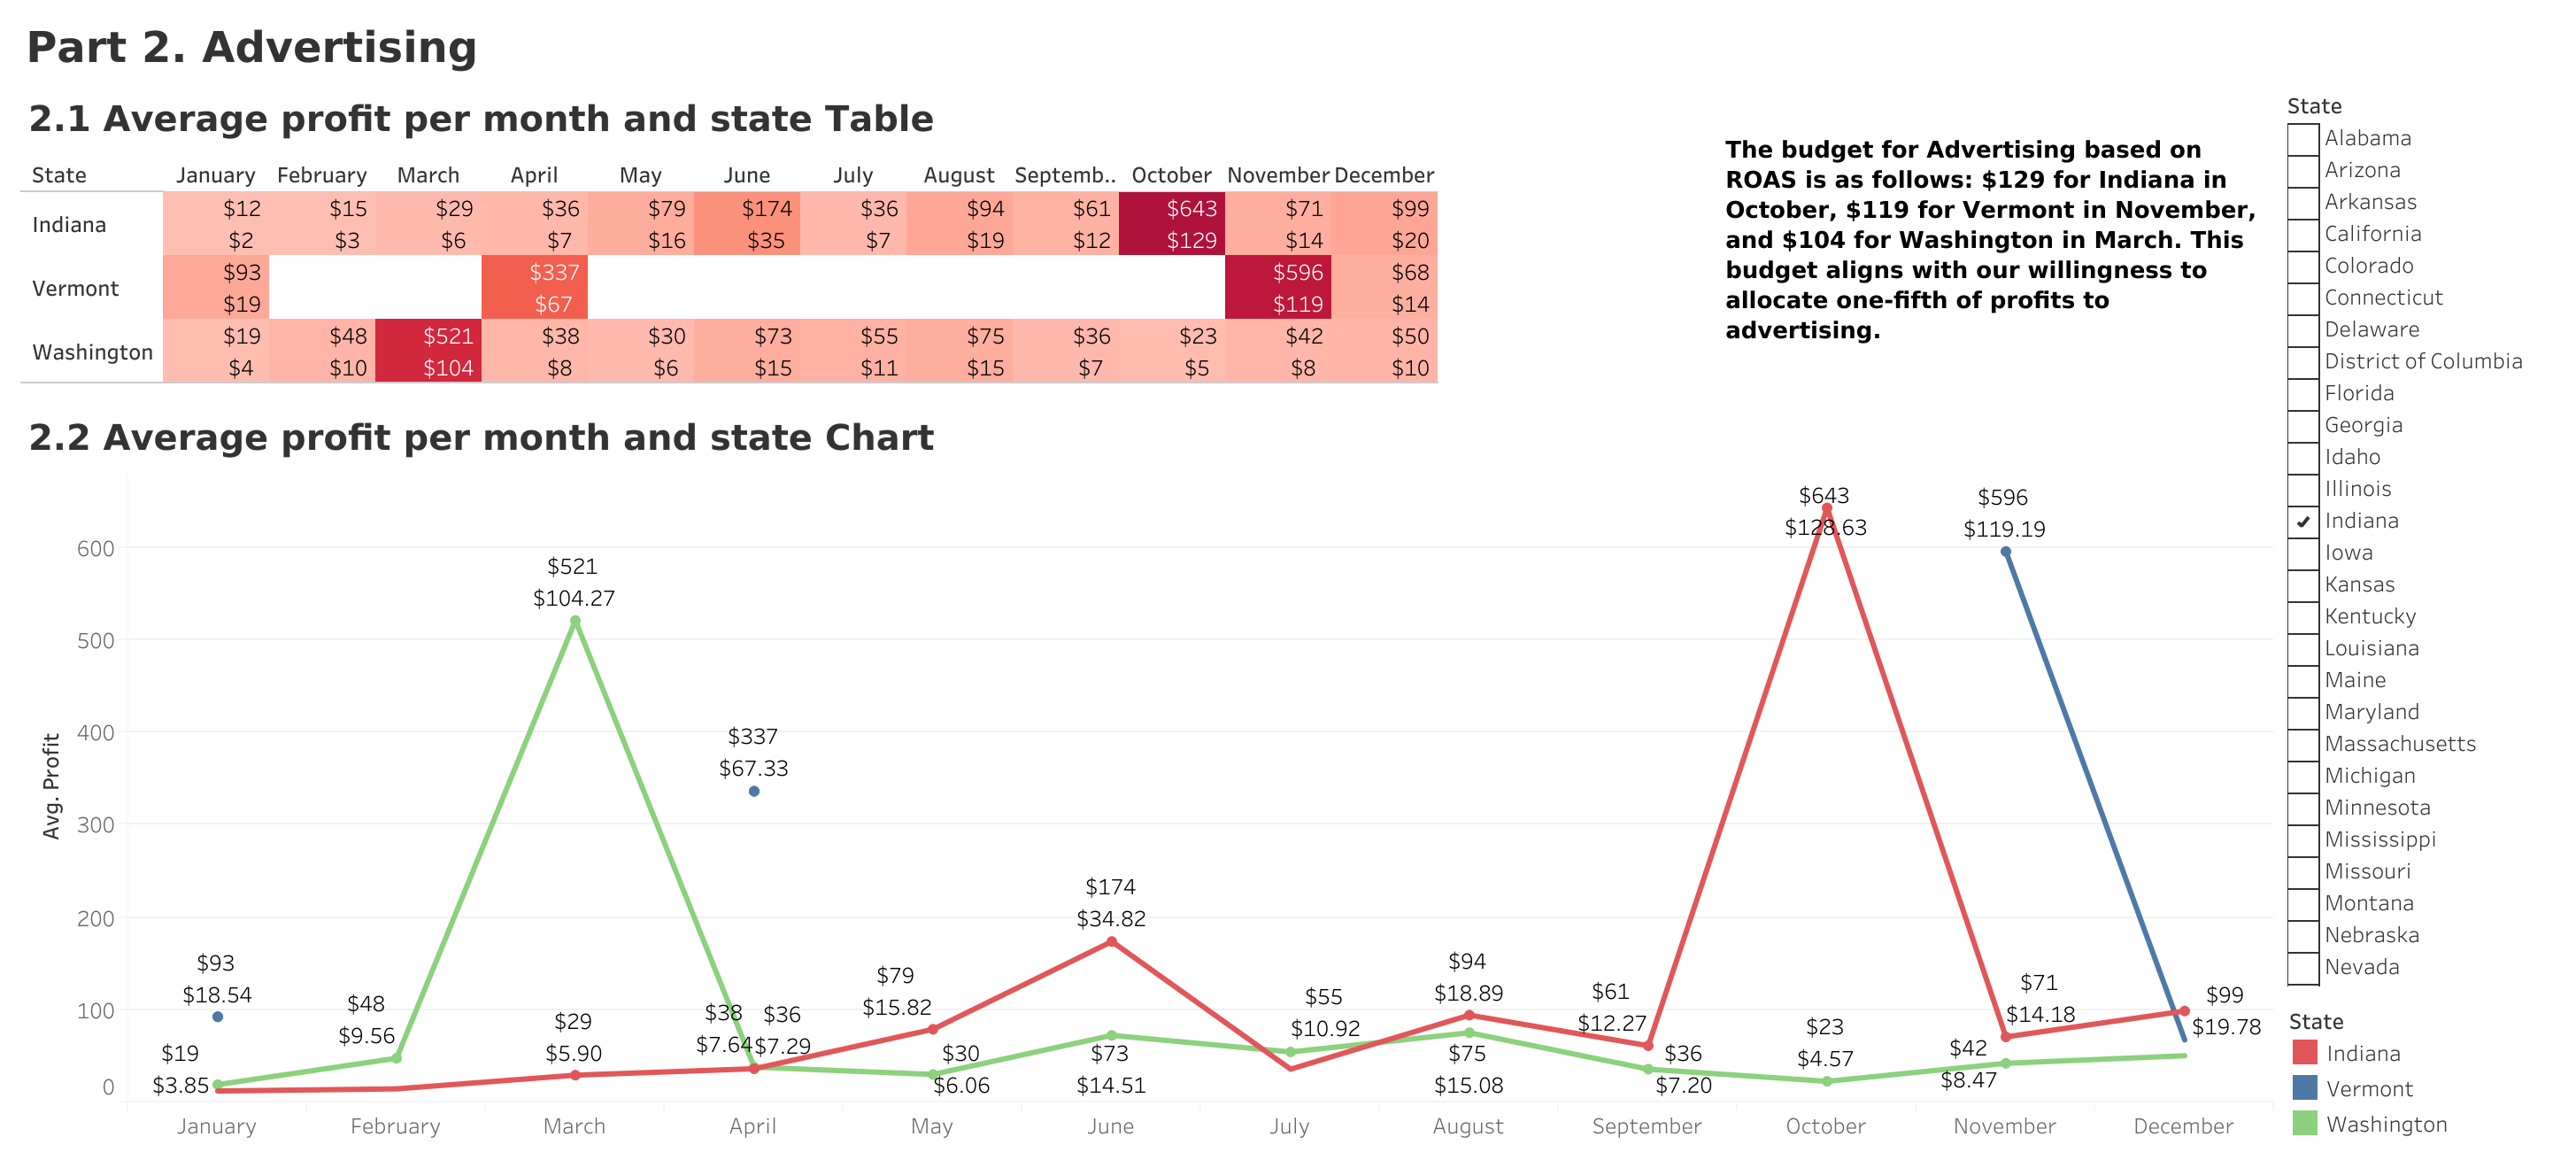 Part 2. Advertising
2.1 Average profit per month and state Table
State January February March April May June July August Septemb.. October November December
Indiana
$12 $15 $29 $36 $79 $174 $36 $94 $61 $643 $71 $99
$2 $3 $6 $7 $16 $35 $7 $19 $12 $129 $14 $20
Vermont
$93 $337 $596 $68
$19 $67 $119 $14
Washington
$19 $48 $521 $38 $30 $73 $55 $75 $36 $23 $42 $50
$4 $10 $104 $8 $6 $15 $11 $15 $7 $5 $8 $10
The budget for Advertising based on
ROAS is as follows: $129 for Indiana in
October, $119 for Vermont in November,
and $104 for Washington in March. This
budget aligns with our willingness to
allocate one-fifth of profits to
advertising.
2.2 Average profit per month and state Chart
Avg. Profit
600
500
400
300
200
100
0
$93
$18.54
$19
$3.85
$48
$9.56
$521
$104.27
$29
$5.90
$337
$67.33
$38
$7.64
$36
$7.29
$79
$15.82
$30
$6.06
$174
$34.82
$73
$14.51
$55
$10.92
$94
$18.89
$75
$15.08
$61
$12.27
$36
$7.20
$643
$128.63
$23
$4.57
$596
$119.19
$71
$14.18
$42
$8.47
$99
$19.78
January February March April May June July August September October November December
State
Alabama
Arizona
Arkansas
California
Colorado
Connecticut
Delaware
District of Columbia
Florida
Georgia
Idaho
Illinois
Indiana
Iowa
Kansas
Kentucky
Louisiana
Maine
Maryland
Massachusetts
Michigan
Minnesota
Mississippi
Missouri
Montana
Nebraska
Nevada
State
Indiana
Vermont
Washington